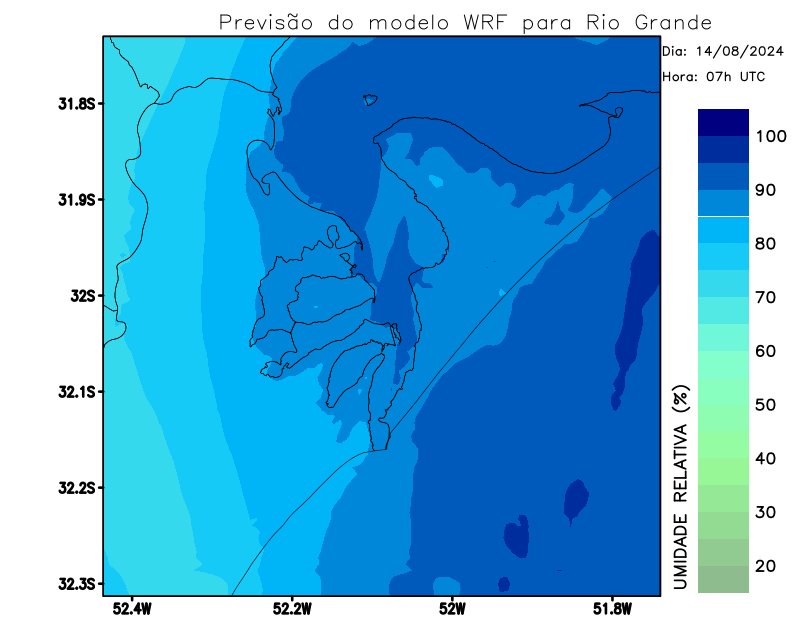 Previsão do modelo WRF para Rio Grande
Dia: 14/08/2024
Hora: 07h UTC
31.8S
31.9S
32S
32.1S
32.2S
32.3S
52.4W
52.2W
52W
51.8W
100
90
80
70
60
50
40
30
20
UMIDADE RELATIVA (%)